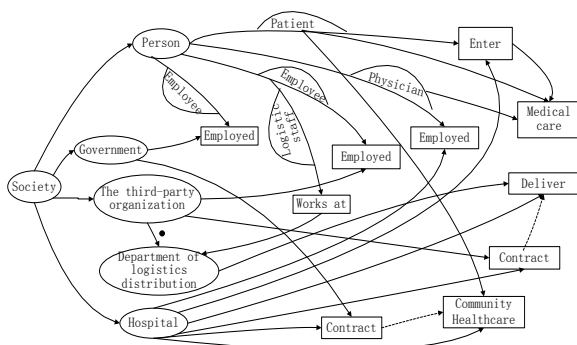 Patient
Person
Enter
Employee
Employee
Physician
Logistic
staff
Medical
care
Government
Employed
Employed
Employed
Society
The third-party
organization
Works at
Deliver
Department of
logistics
distribution
Contract
Hospital
Contract
Community
Healthcare